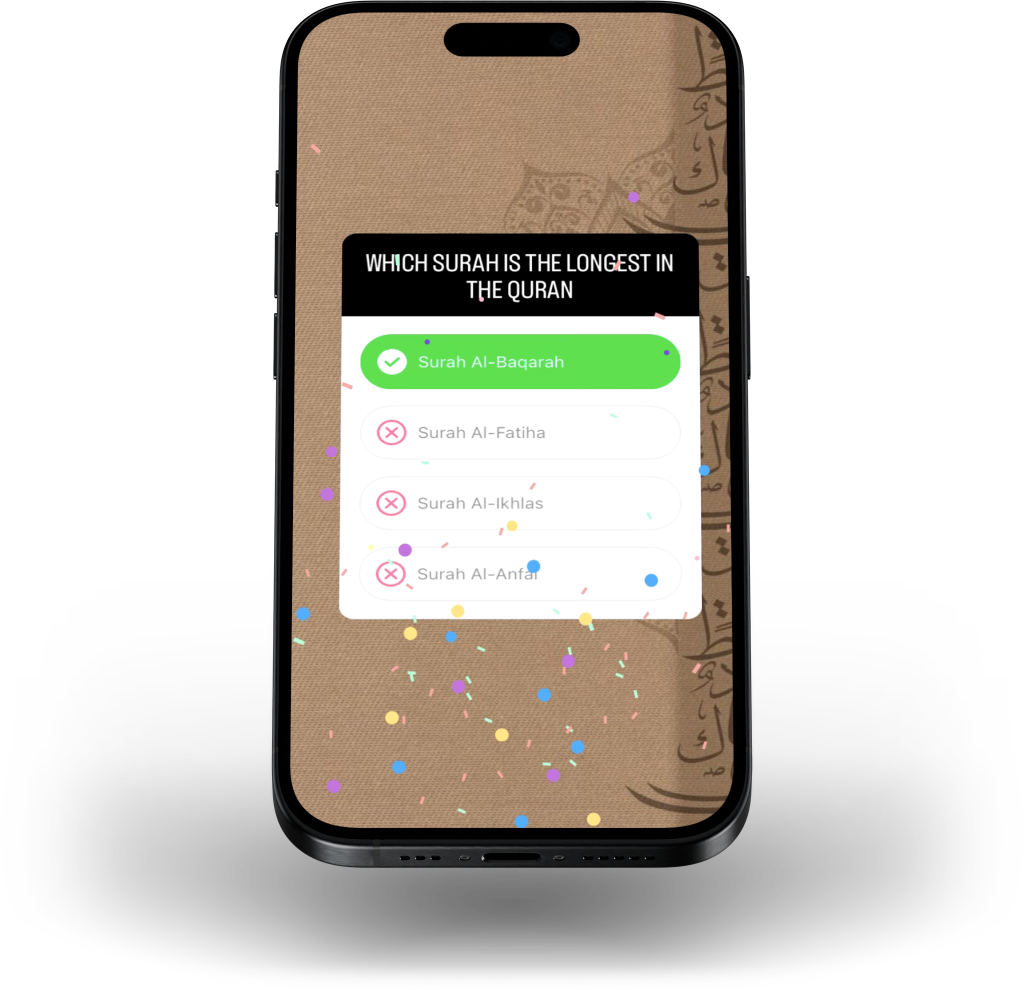 WHICH SURAH IS THE LONGEST IN
THE QURAN
Surah Al-Baqarah
Surah Al-Fatiha
Surah Al-Ikhlas
Surah Al-Anfal